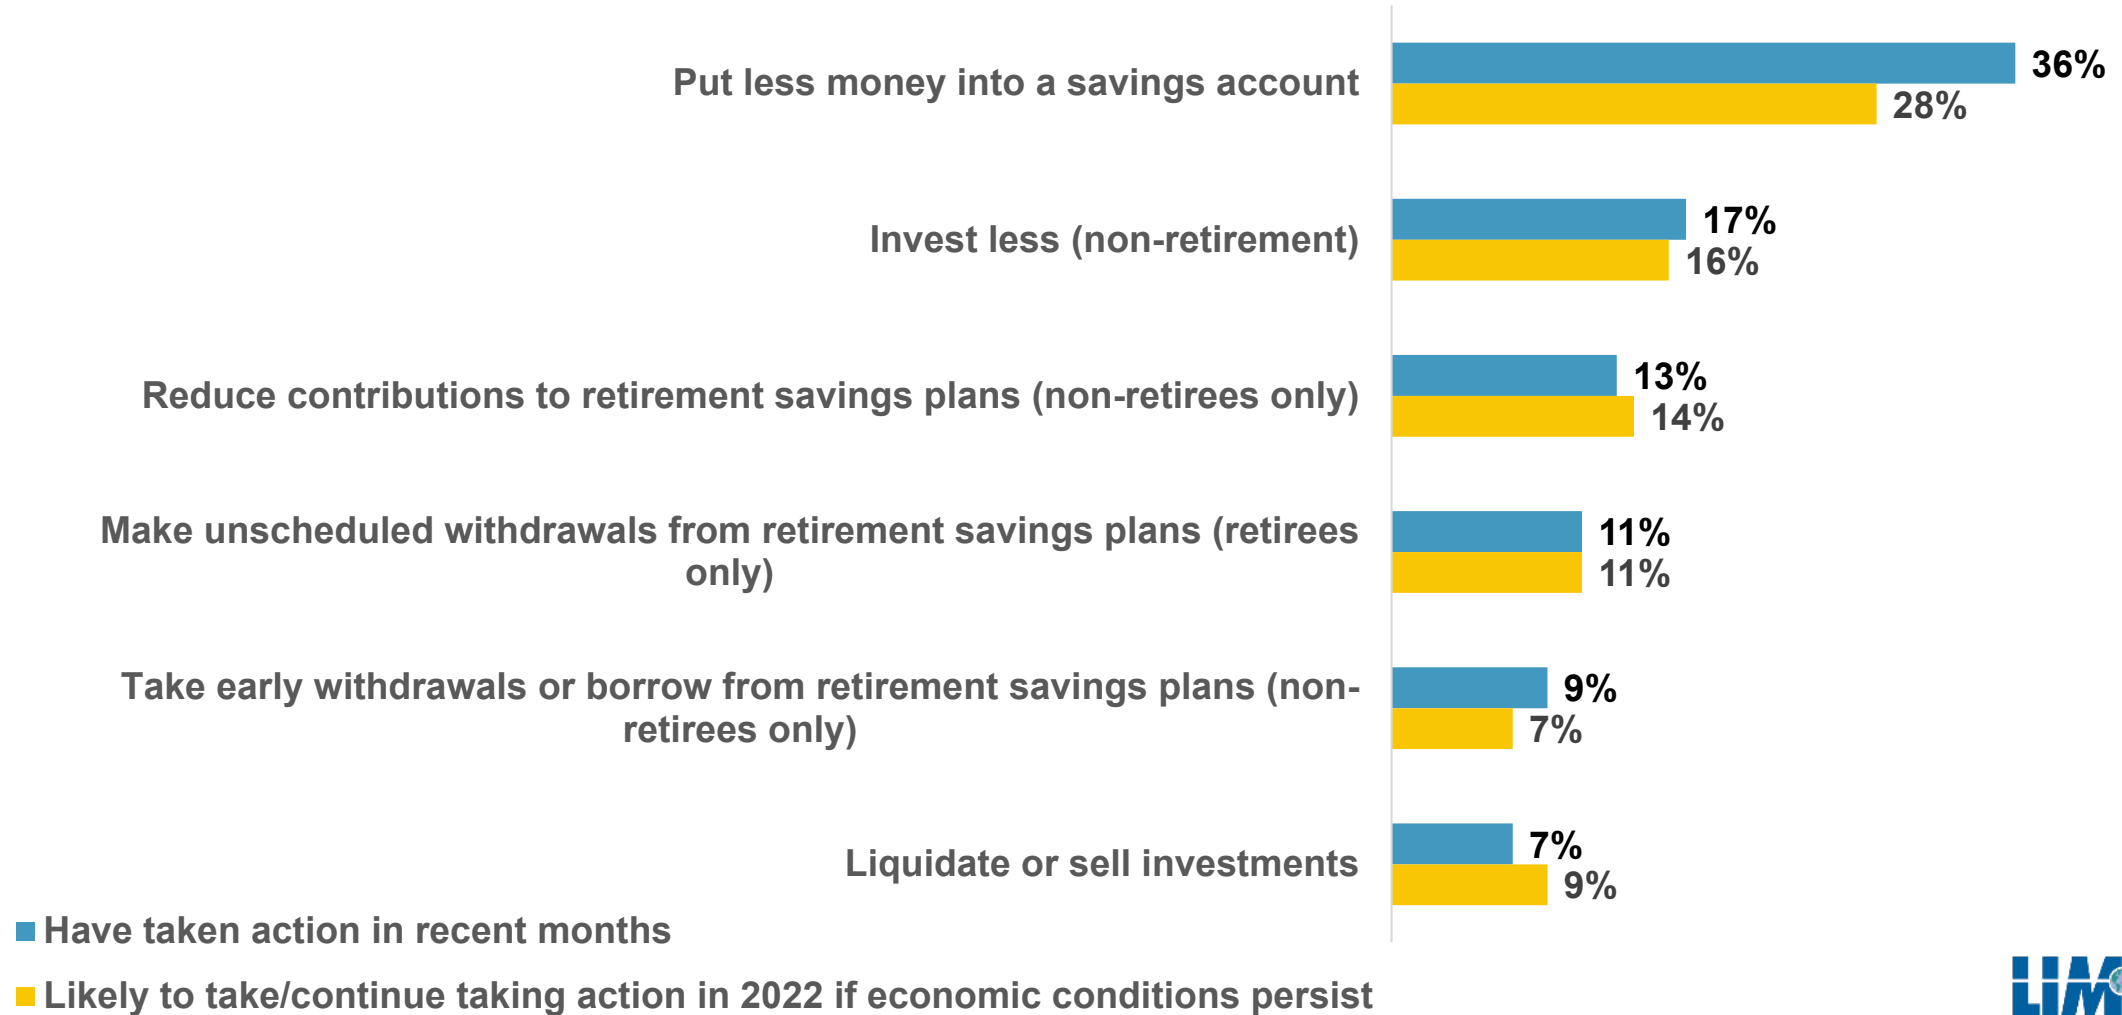 Put less money into a savings account
36%
28%
Invest less (non-retirement)
17%
16%
Reduce contributions to retirement savings plans (non-retirees only)
13%
14%
Make unscheduled withdrawals from retirement savings plans (retirees
only)
11%
11%
Take early withdrawals or borrow from retirement savings plans (non-
retirees only)
9%
7%
Liquidate or sell investments
7%
9%
Have taken action in recent months
Likely to take/continue taking action in 2022 if economic conditions persist
LIM